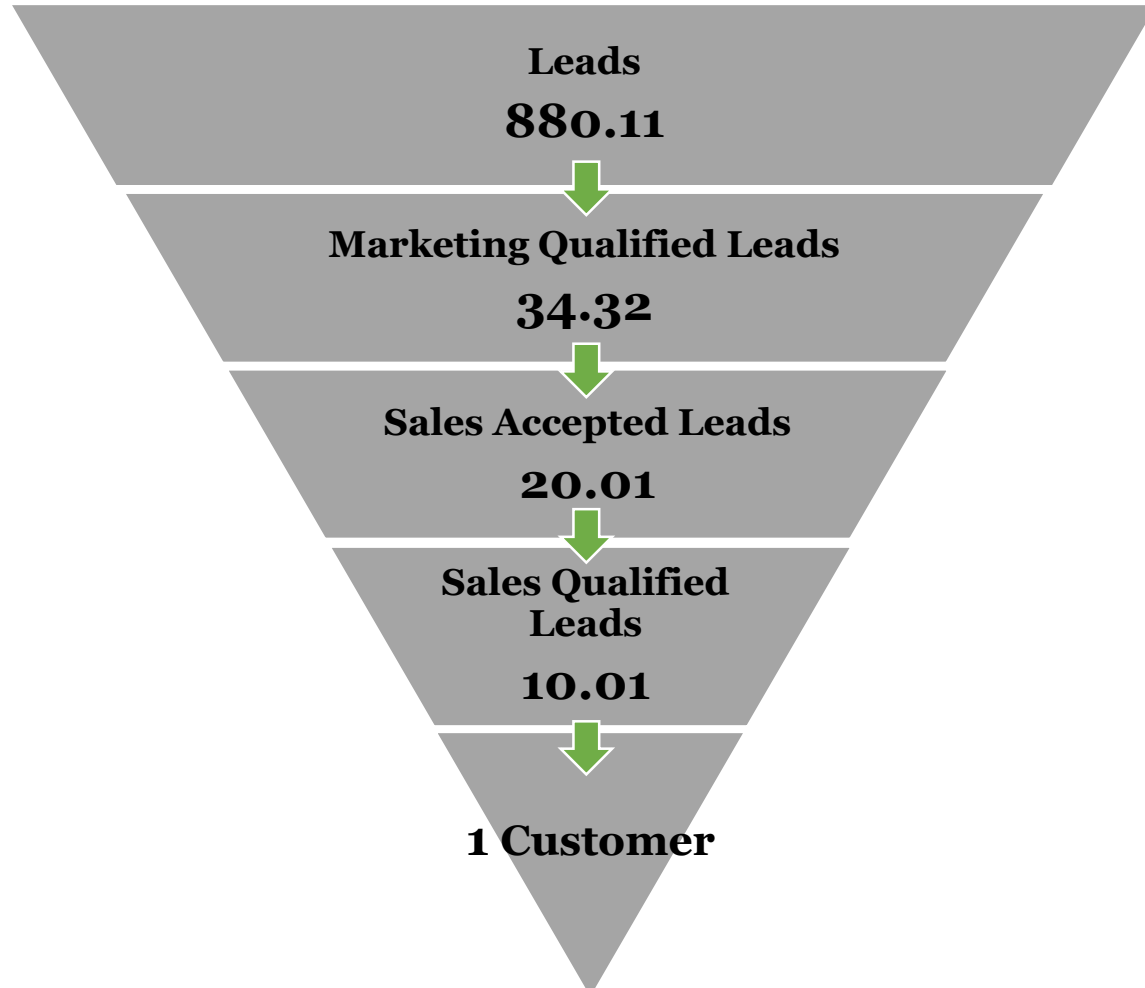 Leads
880.11
Marketing Qualified Leads
34.32
Sales Accepted Leads
20.01
Sales Qualified
Leads
10.01
1 Customer